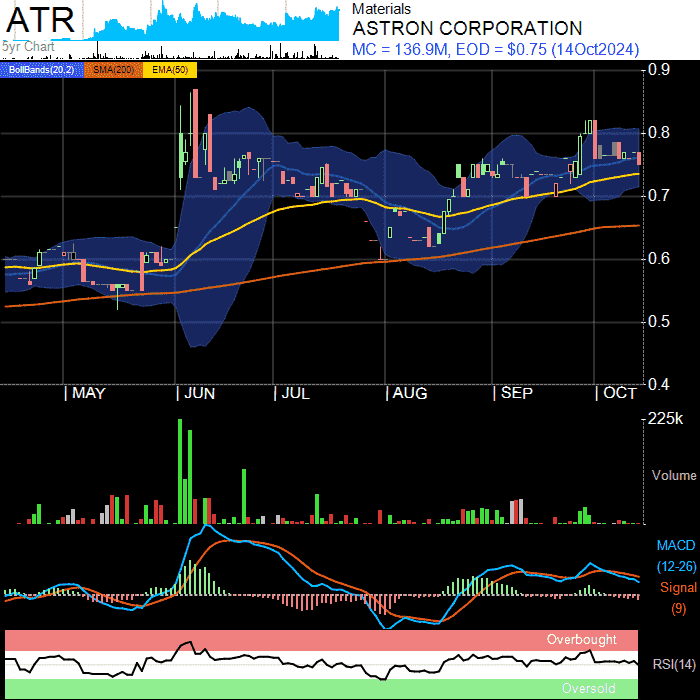 ATR
5yr Chart
Materials
ASTRON CORPORATION
MC = 136.9M, EOD = $0.75 (14Oct2024)
BollBands(20,2) SMA(200) EMA(50)
0.9
0.8
0.7
0.6
0.5
0.4
| MAY | JUN | JUL | AUG | SEP | OCT
225k
Volume
MACD
(12-26)
Signal
(9)
Overbought
RSI(14)
Oversold